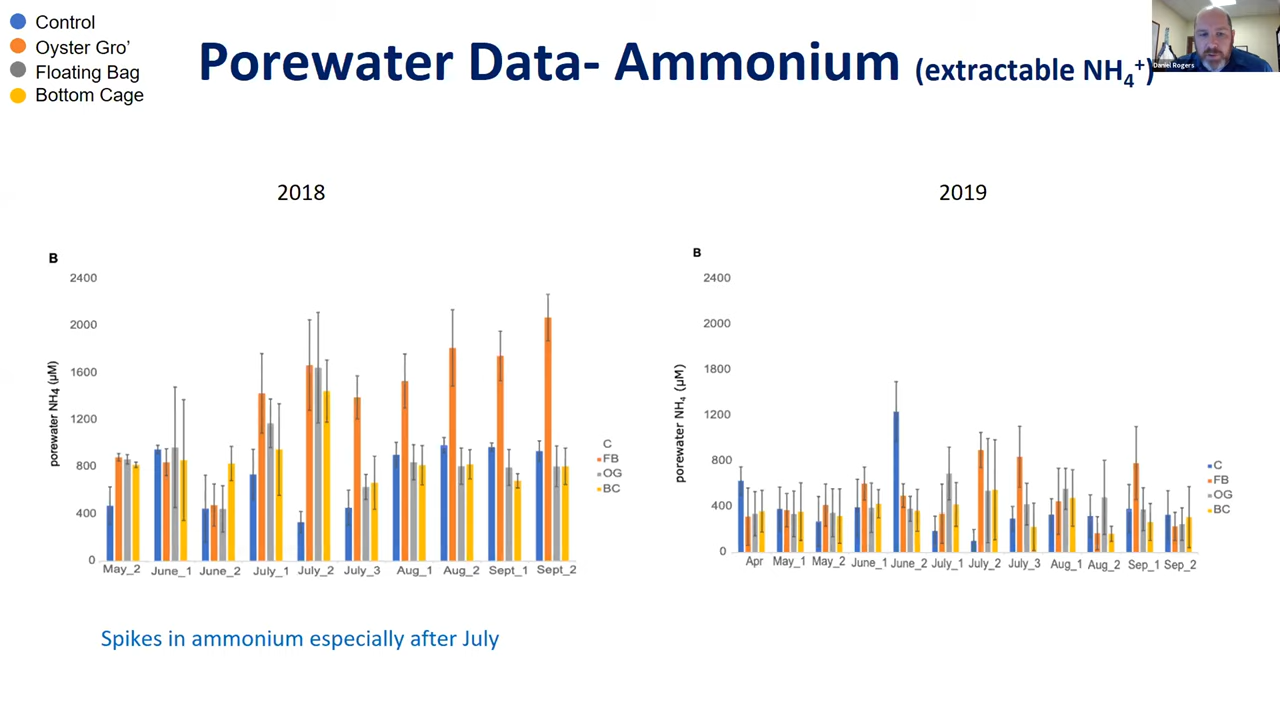 Control
Oyster Gro’
Floating Bag
Bottom Cage
Porewater Data- Ammonium (extractable NH4+)
Daniel Rogers
2018
2019
B
2400
2000
1600
1200
800
400
0
porewater NH4 (µM)
May_2 June_1 June_2 July_1 July_2 July_3 Aug_1 Aug_2 Sept_1 Sept_2
C
FB
OG
BC
B
2400
2000
1800
1200
800
400
0
porewater NH4 (µM)
Apr May_1 May_2 June_1 June_2 July_1 July_2 July_3 Aug_1 Aug_2 Sep_1 Sep_2
C
FB
OG
BC
Spikes in ammonium especially after July